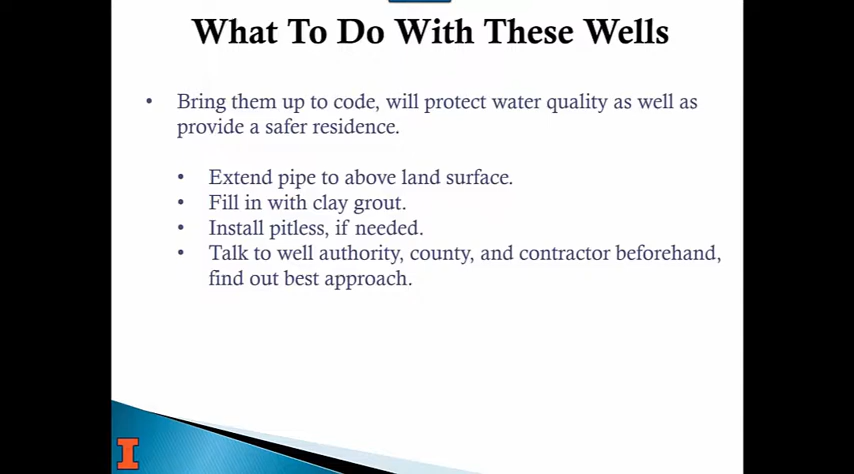 What To Do With These Wells
• Bring them up to code, will protect water quality as well as
provide a safer residence.
• Extend pipe to above land surface.
• Fill in with clay grout.
• Install pitless, if needed.
• Talk to well authority, county, and contractor beforehand,
find out best approach.
I